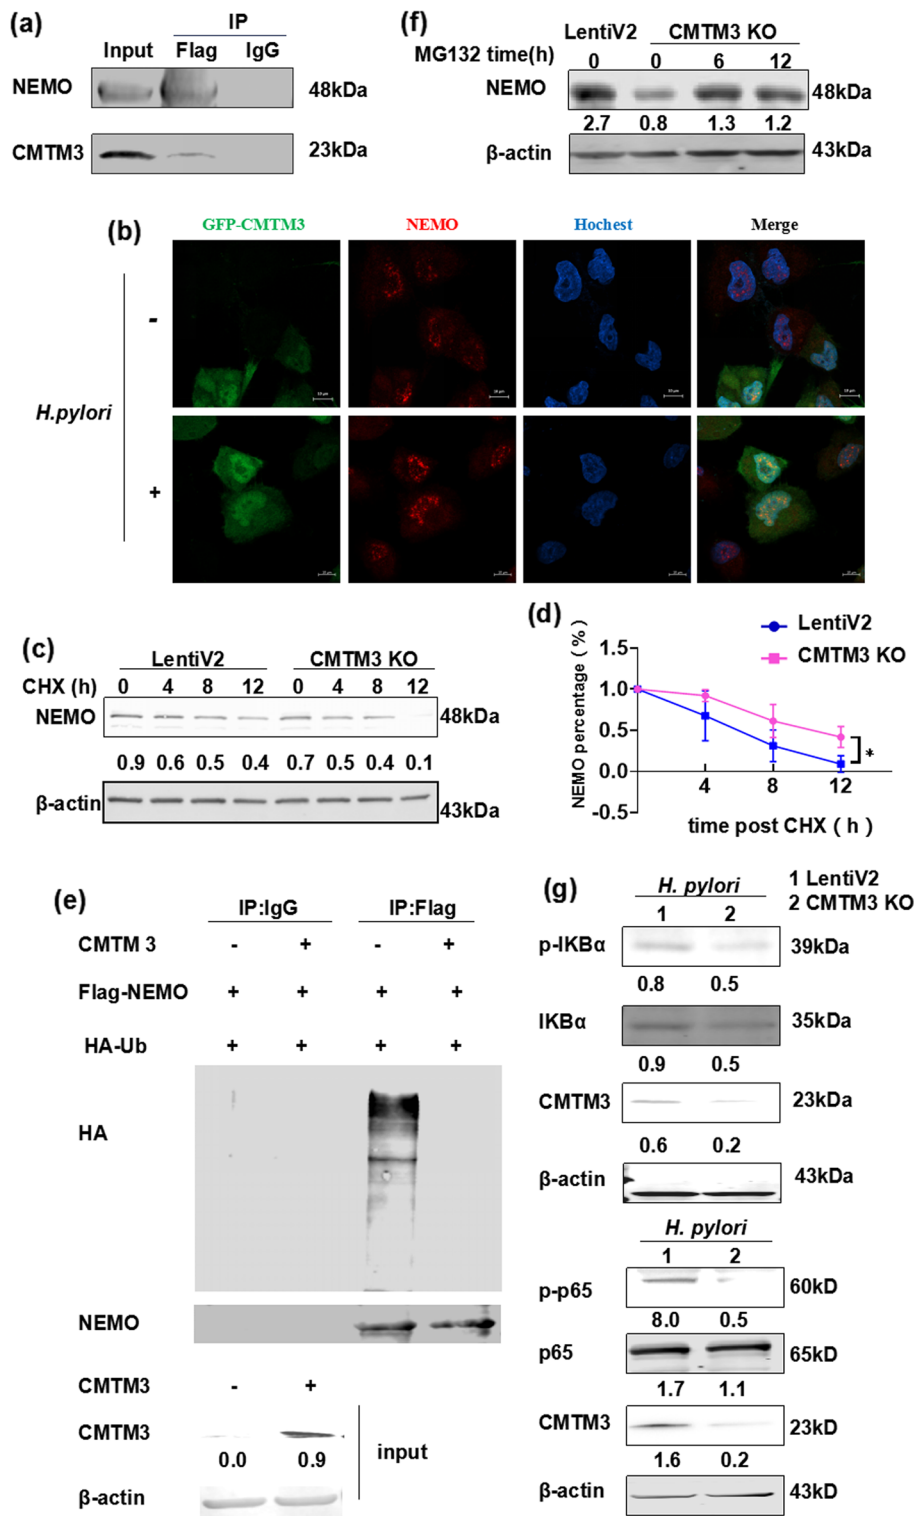 (a)
IP
Input Flag IgG
NEMO 48kDa
CMTM3 23kDa
(f)
LentiV2 CMTM3 KO
MG132 time(h) 0 0 6 12
NEMO 48kDa
2.7 0.8 1.3 1.2
β-actin 43kDa
(b)
GFP-CMTM3 NEMO Hochest Merge
-
H.pylori
+
(c)
LentiV2 CMTM3 KO
CHX (h) 0 4 8 12 0 4 8 12
NEMO 48kDa
0.9 0.6 0.5 0.4 0.7 0.5 0.4 0.1
β-actin 43kDa
(d)
LentiV2
CMTM3 KO
NEMO percentage ( % )
1.5
1.0
0.5
0.0
-0.5
4 8 12
*
time post CHX ( h )
(e)
IP:IgG IP:Flag
CMTM 3 - + - +
Flag-NEMO + + + +
HA-Ub + + + +
HA
NEMO
CMTM3 - +
CMTM3
0.0 0.9
input
β-actin
(g)
H. pylori
1 LentiV2
2 CMTM3 KO
1 2
p-IKBα 39kDa
0.8 0.5
IKBα 35kDa
0.9 0.5
CMTM3 23kDa
0.6 0.2
β-actin 43kDa
H. pylori
1 2
p-p65 60kD
8.0 0.5
p65 65kD
1.7 1.1
CMTM3 23kD
1.6 0.2
β-actin 43kD